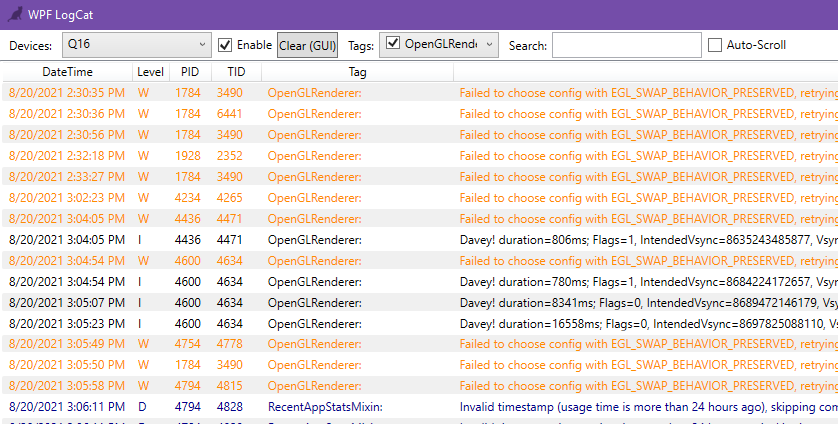 WPF LogCat
Devices: Q16 Enable Clear (GUI) Tags: OpenGLRende Search: Auto-Scroll
DateTime Level PID TID Tag
8/20/2021 2:30:35 PM W 1784 3490 OpenGLRenderer: Failed to choose config with EGL_SWAP_BEHAVIOR_PRESERVED, retrying
8/20/2021 2:30:36 PM W 1784 6441 OpenGLRenderer: Failed to choose config with EGL_SWAP_BEHAVIOR_PRESERVED, retrying
8/20/2021 2:30:56 PM W 1784 3490 OpenGLRenderer: Failed to choose config with EGL_SWAP_BEHAVIOR_PRESERVED, retrying
8/20/2021 2:32:18 PM W 1928 2352 OpenGLRenderer: Failed to choose config with EGL_SWAP_BEHAVIOR_PRESERVED, retrying
8/20/2021 2:33:27 PM W 1784 3490 OpenGLRenderer: Failed to choose config with EGL_SWAP_BEHAVIOR_PRESERVED, retrying
8/20/2021 3:02:23 PM W 4234 4265 OpenGLRenderer: Failed to choose config with EGL_SWAP_BEHAVIOR_PRESERVED, retrying
8/20/2021 3:04:05 PM W 4436 4471 OpenGLRenderer: Failed to choose config with EGL_SWAP_BEHAVIOR_PRESERVED, retrying
8/20/2021 3:04:05 PM I 4436 4471 OpenGLRenderer: Davey! duration=806ms; Flags=1, IntendedVsync=8635243485877, Vsyn
8/20/2021 3:04:54 PM W 4600 4634 OpenGLRenderer: Failed to choose config with EGL_SWAP_BEHAVIOR_PRESERVED, retrying
8/20/2021 3:04:54 PM I 4600 4634 OpenGLRenderer: Davey! duration=780ms; Flags=1, IntendedVsync=8684224172657, Vsyn
8/20/2021 3:05:07 PM I 4600 4634 OpenGLRenderer: Davey! duration=8341ms; Flags=0, IntendedVsync=8689472146179, Vsy
8/20/2021 3:05:23 PM I 4600 4634 OpenGLRenderer: Davey! duration=16558ms; Flags=0, IntendedVsync=8697825088110, Vs
8/20/2021 3:05:49 PM W 4754 4778 OpenGLRenderer: Failed to choose config with EGL_SWAP_BEHAVIOR_PRESERVED, retrying
8/20/2021 3:05:50 PM W 1784 3490 OpenGLRenderer: Failed to choose config with EGL_SWAP_BEHAVIOR_PRESERVED, retrying
8/20/2021 3:05:58 PM W 4794 4815 OpenGLRenderer: Failed to choose config with EGL_SWAP_BEHAVIOR_PRESERVED, retrying
8/20/2021 3:06:11 PM D 4794 4828 RecentAppStatsMixin: Invalid timestamp (usage time is more than 24 hours ago), skipping com